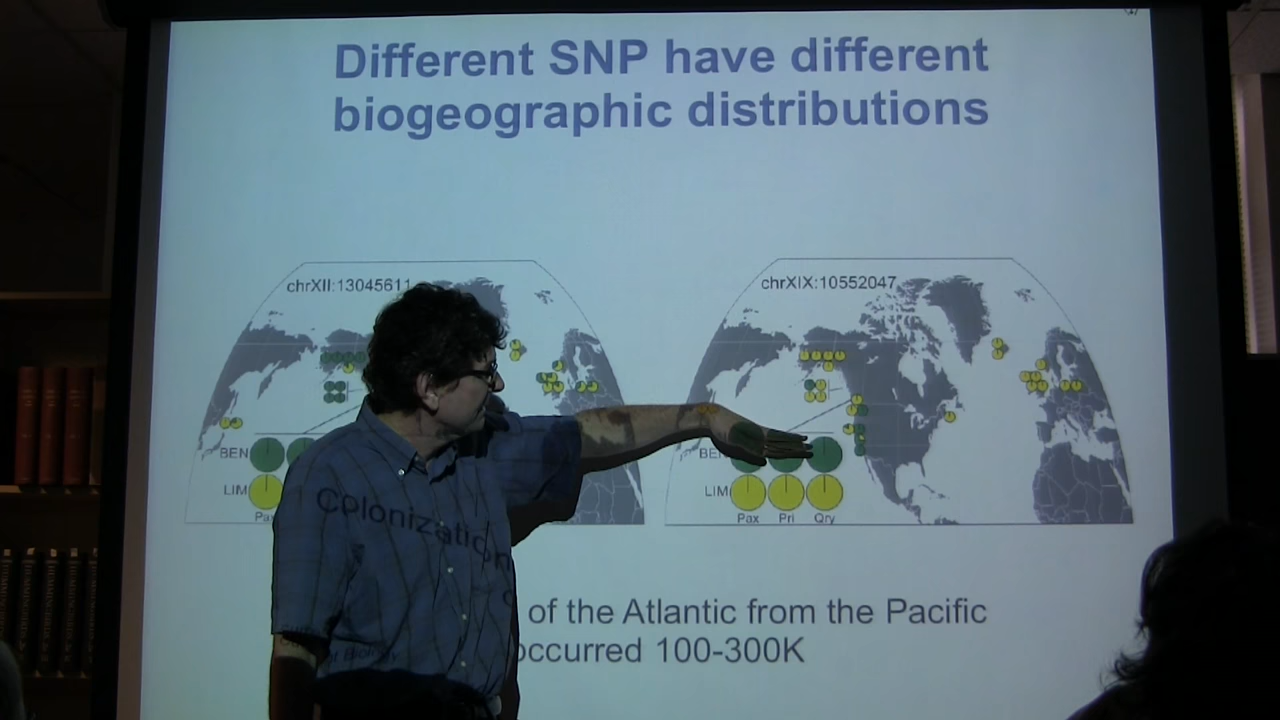 Different SNP have different
biogeographic distributions
chrXII:13045611
chrXIX:10552047
BEN
LIM
BEN
LIM
Pax Pri Qry
Colonization of the Atlantic from the Pacific
occurred 100-300K